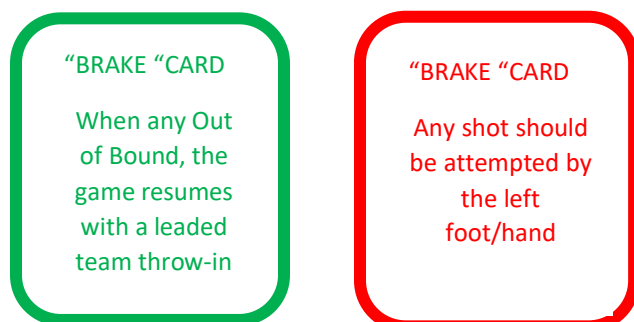 “BRAKE “CARD
When any Out
of Bound, the
game resumes
with a leaded
team throw-in
“BRAKE “CARD
Any shot should
be attempted by
the left
foot/hand